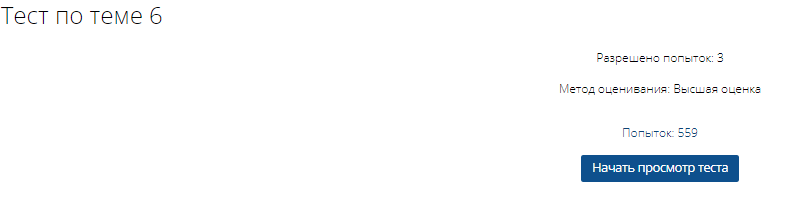 Тест по теме 6
Разрешено попыток: 3
Метод оценивания: Высшая оценка
Попыток: 559
Начать просмотр теста